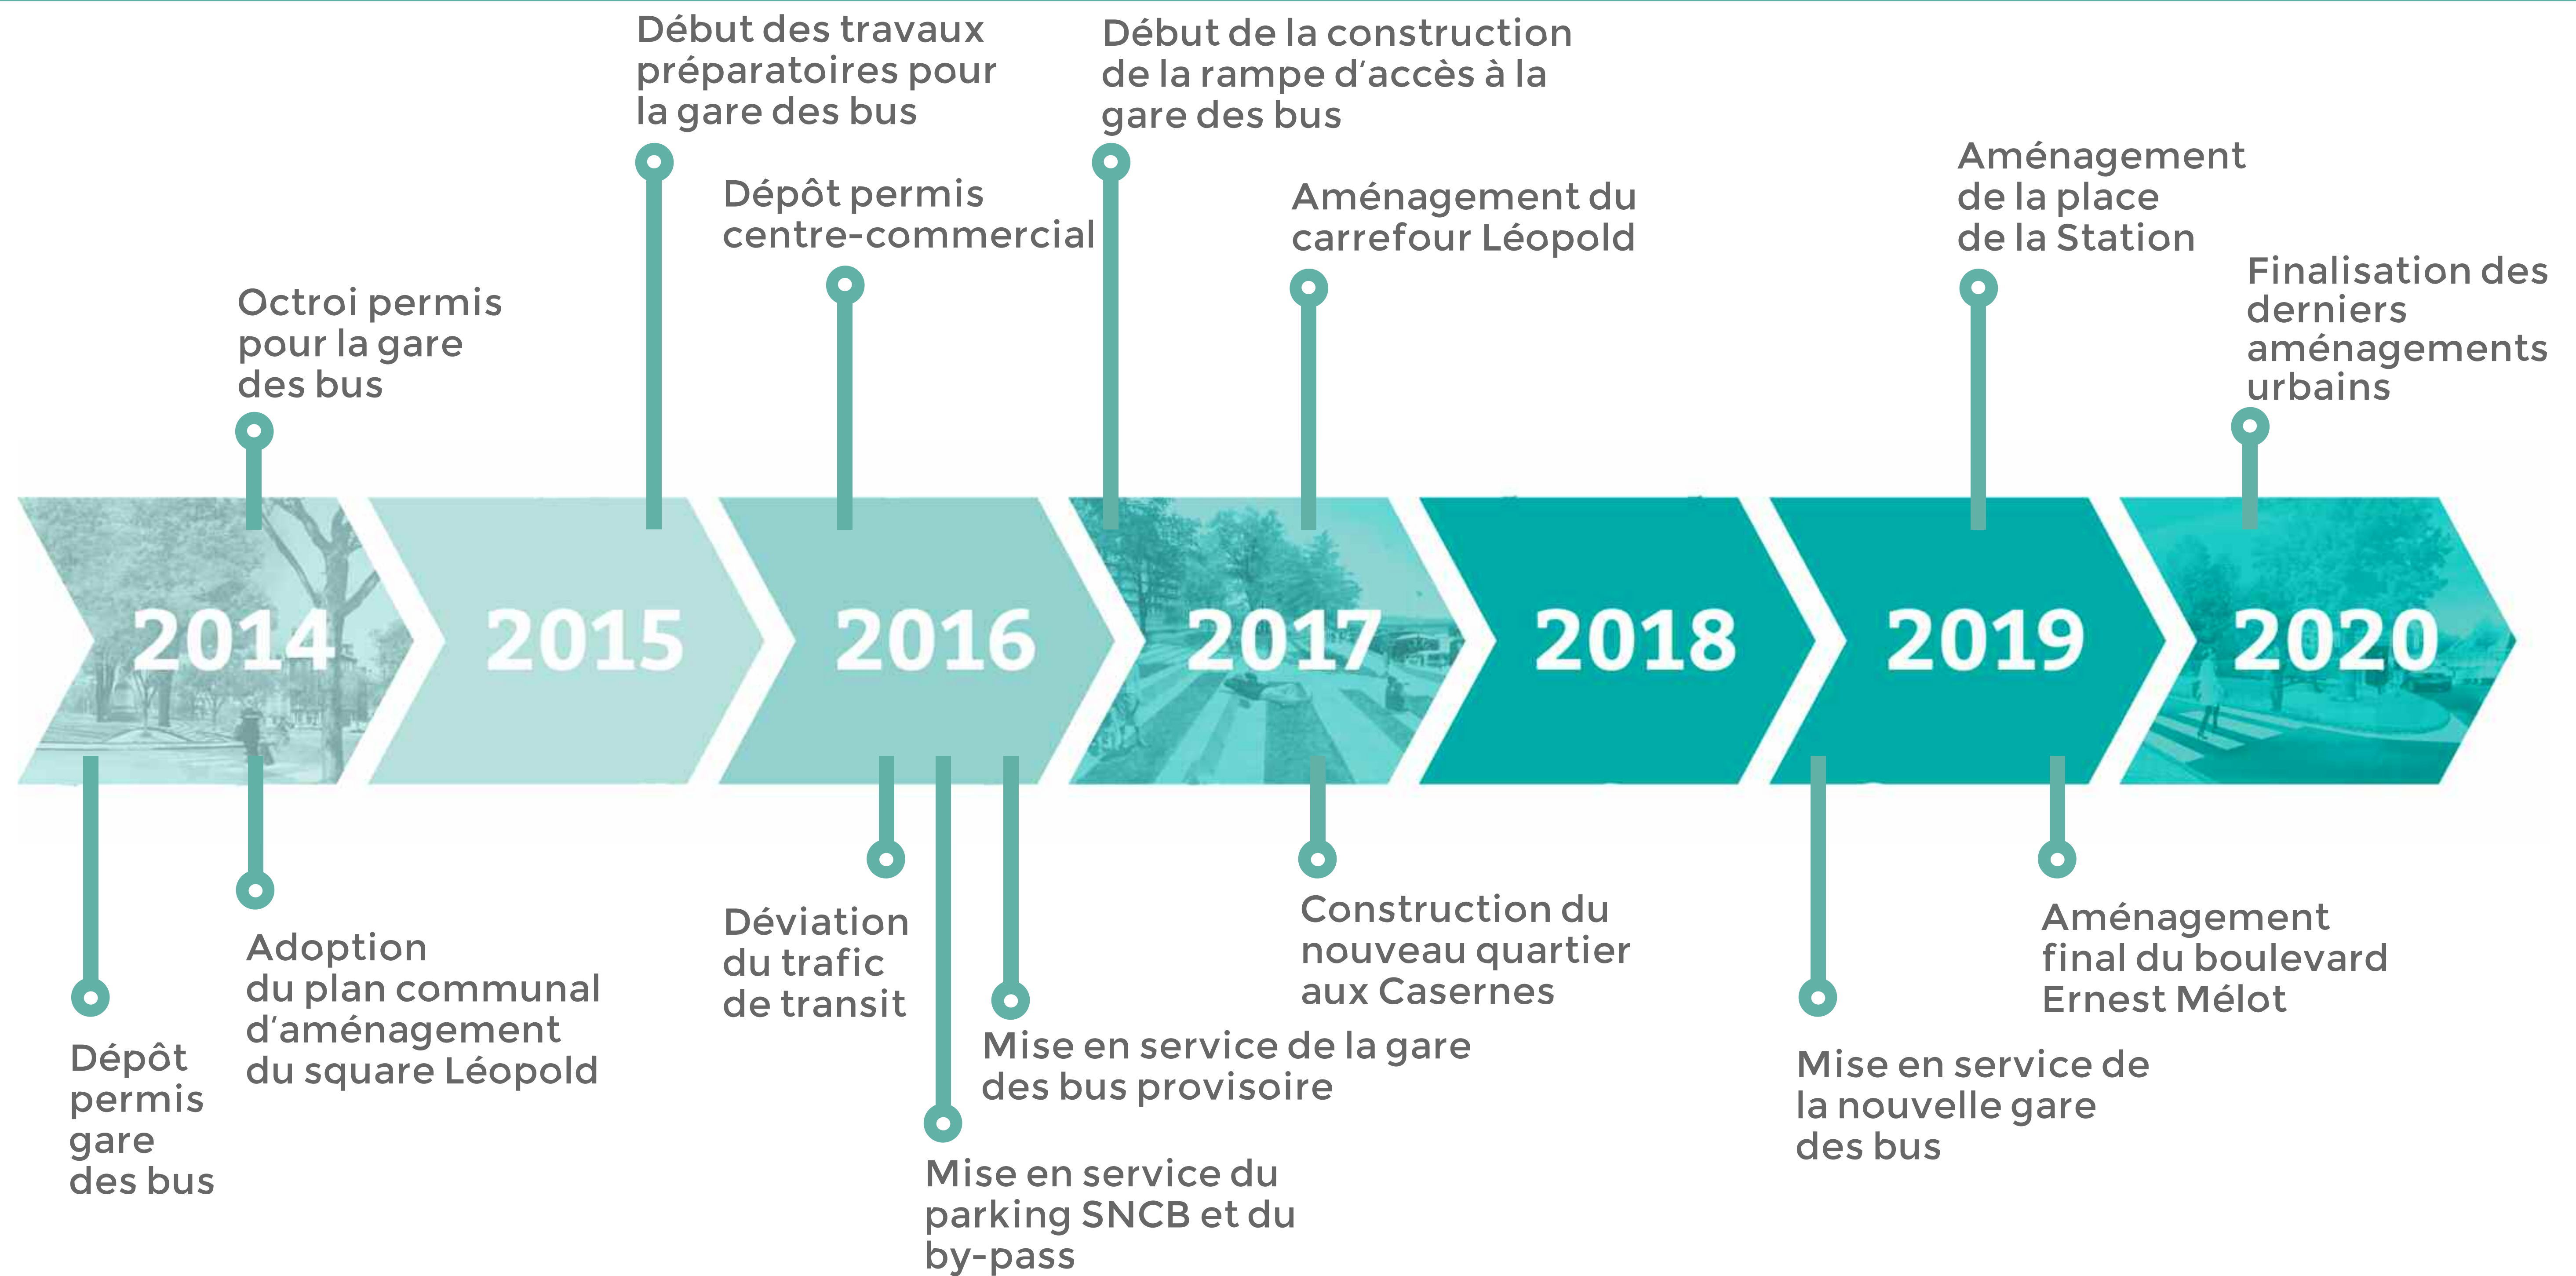 Début des travaux
préparatoires pour
la gare des bus
Début de la construction
de la rampe d'accès à la
gare des bus
Dépôt permis
centre-commercial
Aménagement du
carrefour Léopold
Aménagement
de la place
de la Station
Octroi permis
pour la gare
des bus
Finalisation des
derniers
aménagements
urbains
2014
2015
2016
2017
2018
2019
2020
Dépôt
permis
gare
des bus
Adoption
du plan communal
d'aménagement
du square Léopold
Déviation
du trafic
de transit
Mise en service du
parking SNCB et du
by-pass
Mise en service de la gare
des bus provisoire
Construction du
nouveau quartier
aux Casernes
Mise en service de
la nouvelle gare
des bus
Aménagement
final du boulevard
Ernest Mélot